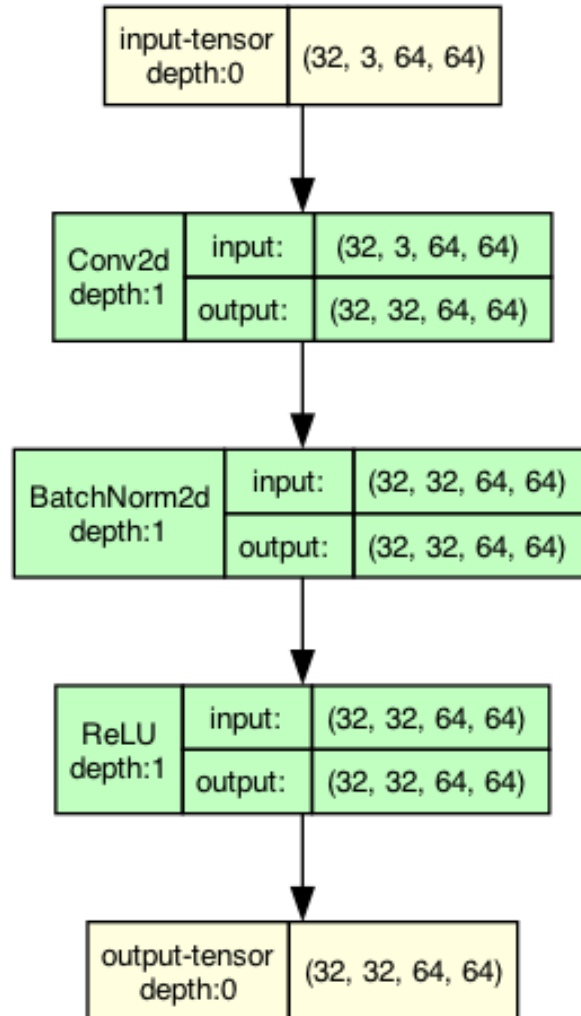 input-tensor
depth:0
(32, 3, 64, 64)
Conv2d
depth:1
input:
(32, 3, 64, 64)
output:
(32, 32, 64, 64)
BatchNorm2d
depth:1
input:
(32, 32, 64, 64)
output:
(32, 32, 64, 64)
ReLU
depth:1
input:
(32, 32, 64, 64)
output:
(32, 32, 64, 64)
output-tensor
depth:0
(32, 32, 64, 64)